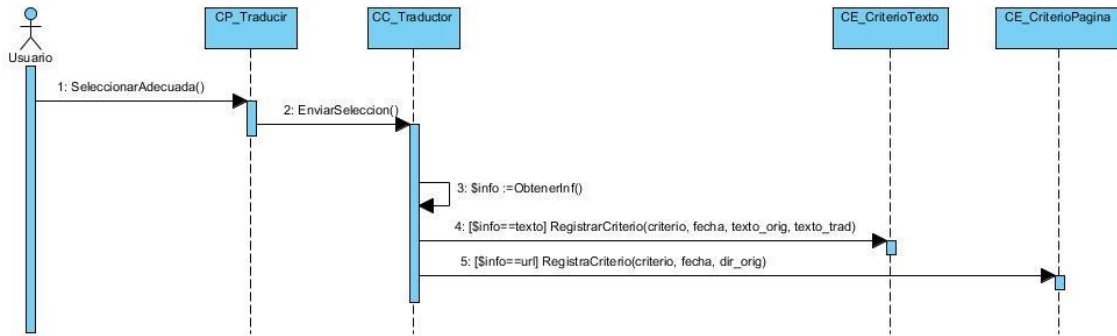 CP_Traducir
CC_Traductor
CE_CriterioTexto
CE_CriterioPagina
Usuario
1: SeleccionarAdecuada()
2: EnviarSeleccion()
3: $info :=ObtenerInf()
4: [$info==texto] RegistrarCriterio(criterio, fecha, texto_orig, texto_trad)
5: [$info==url] RegistraCriterio(criterio, fecha, dir_orig)